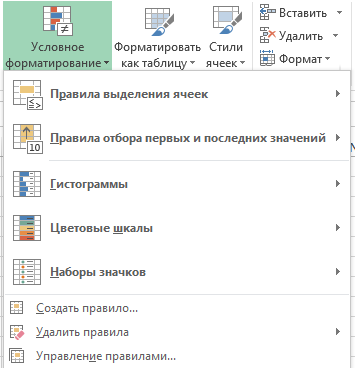 Условное форматирование
Форматировать как таблицу
Стили ячеек
Вставить
Удалить
Формат
Правила выделения ячеек
Правила отбора первых и последних значений
10
Гистограммы
Цветовые шкалы
Наборы значков
Создать правило...
Удалить правила
Управление правилами...